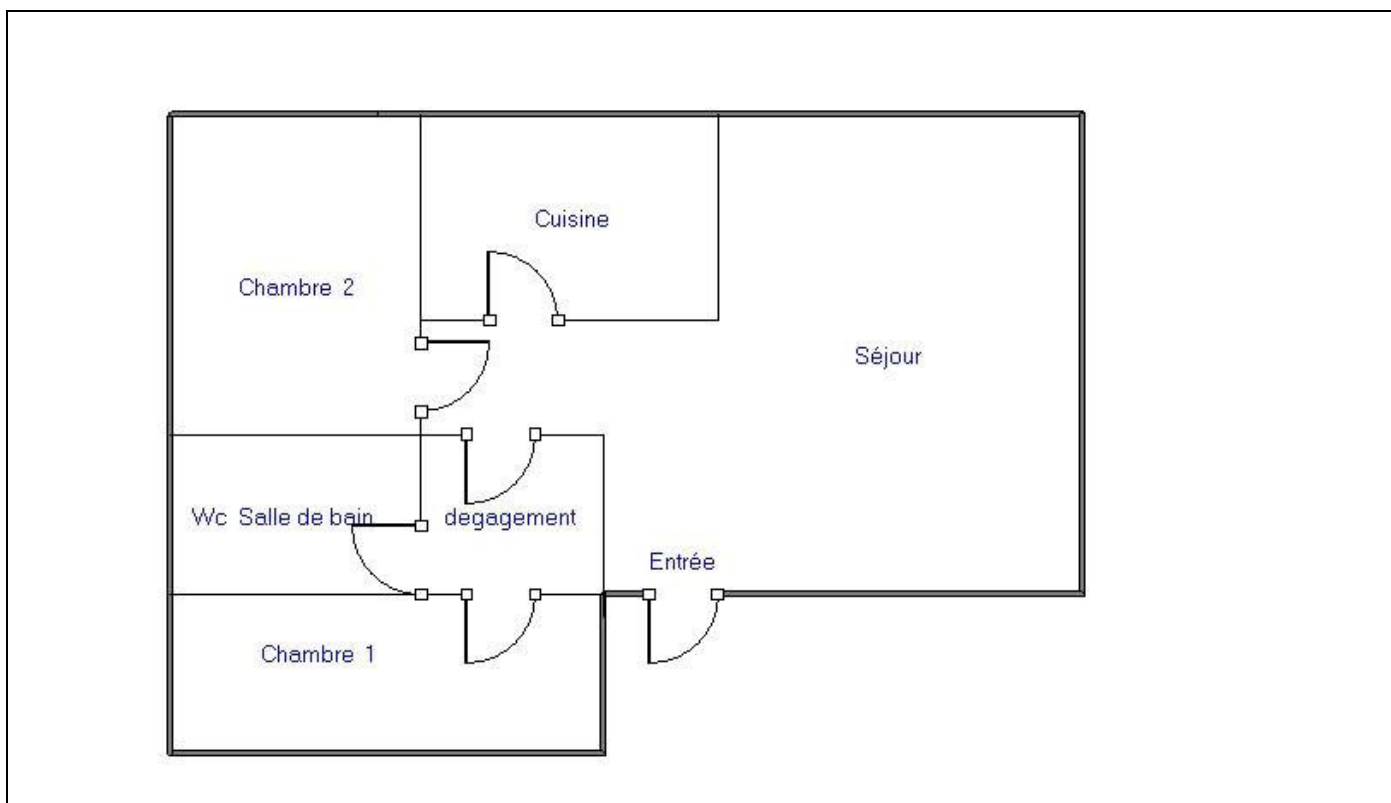 Cuisine
Chambre 2
Séjour
Wc Salle de bain
degagement
Entrée
Chambre 1